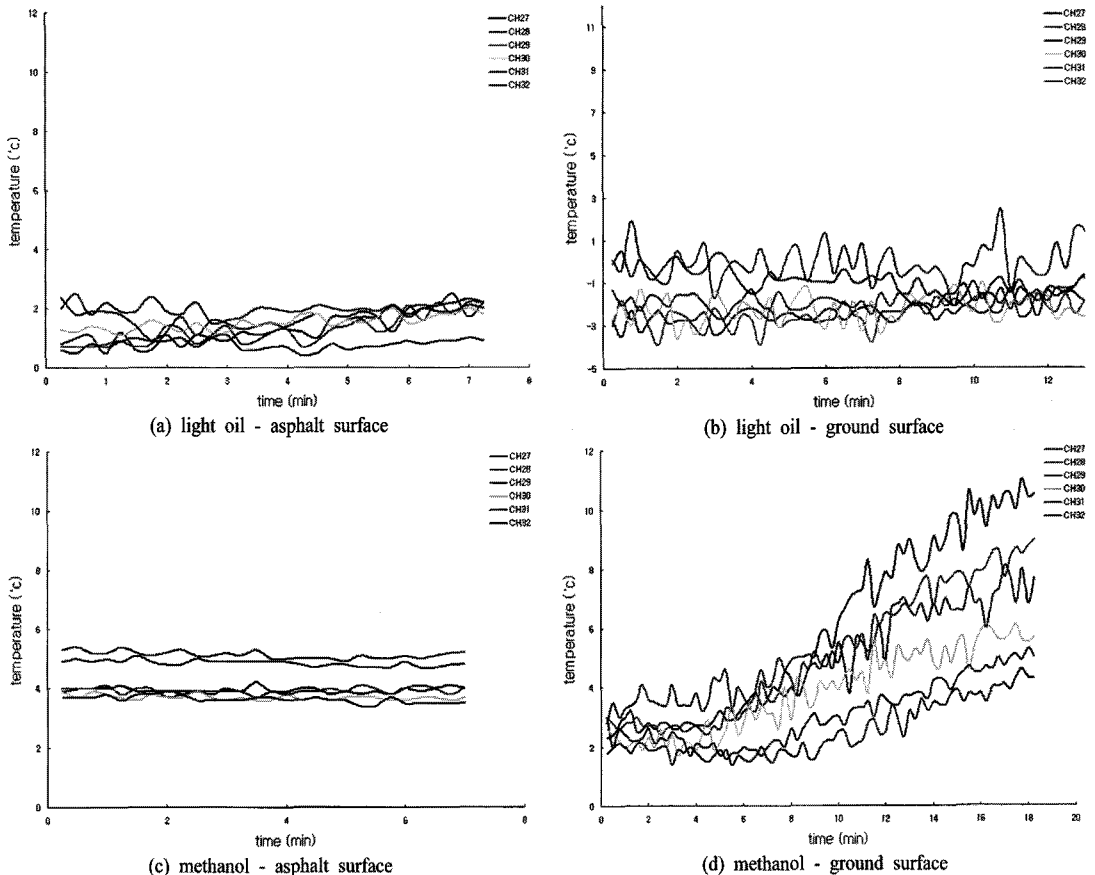 12
10
8
6
4
2
0
temperature (°c)
CH27
CH28
CH29
CH30
CH31
CH32
0 1 2 3 4 5 6 7 8
time (min)
(a) light oil - asphalt surface
11
9
7
5
3
1
-1
-3
-5
temperature (°c)
CH27
CH28
CH29
CH30
CH31
CH32
0 2 4 6 8 10 12
time (min)
(b) light oil - ground surface
12
10
8
6
4
2
0
temperature (°c)
CH27
CH28
CH29
CH30
CH31
CH32
0 2 4 6 8
time (min)
(c) methanol - asphalt surface
12
10
8
6
4
2
0
temperature (°c)
CH27
CH28
CH29
CH30
CH31
CH32
0 2 4 6 8 10 12 14 16 18 20
time (min)
(d) methanol - ground surface